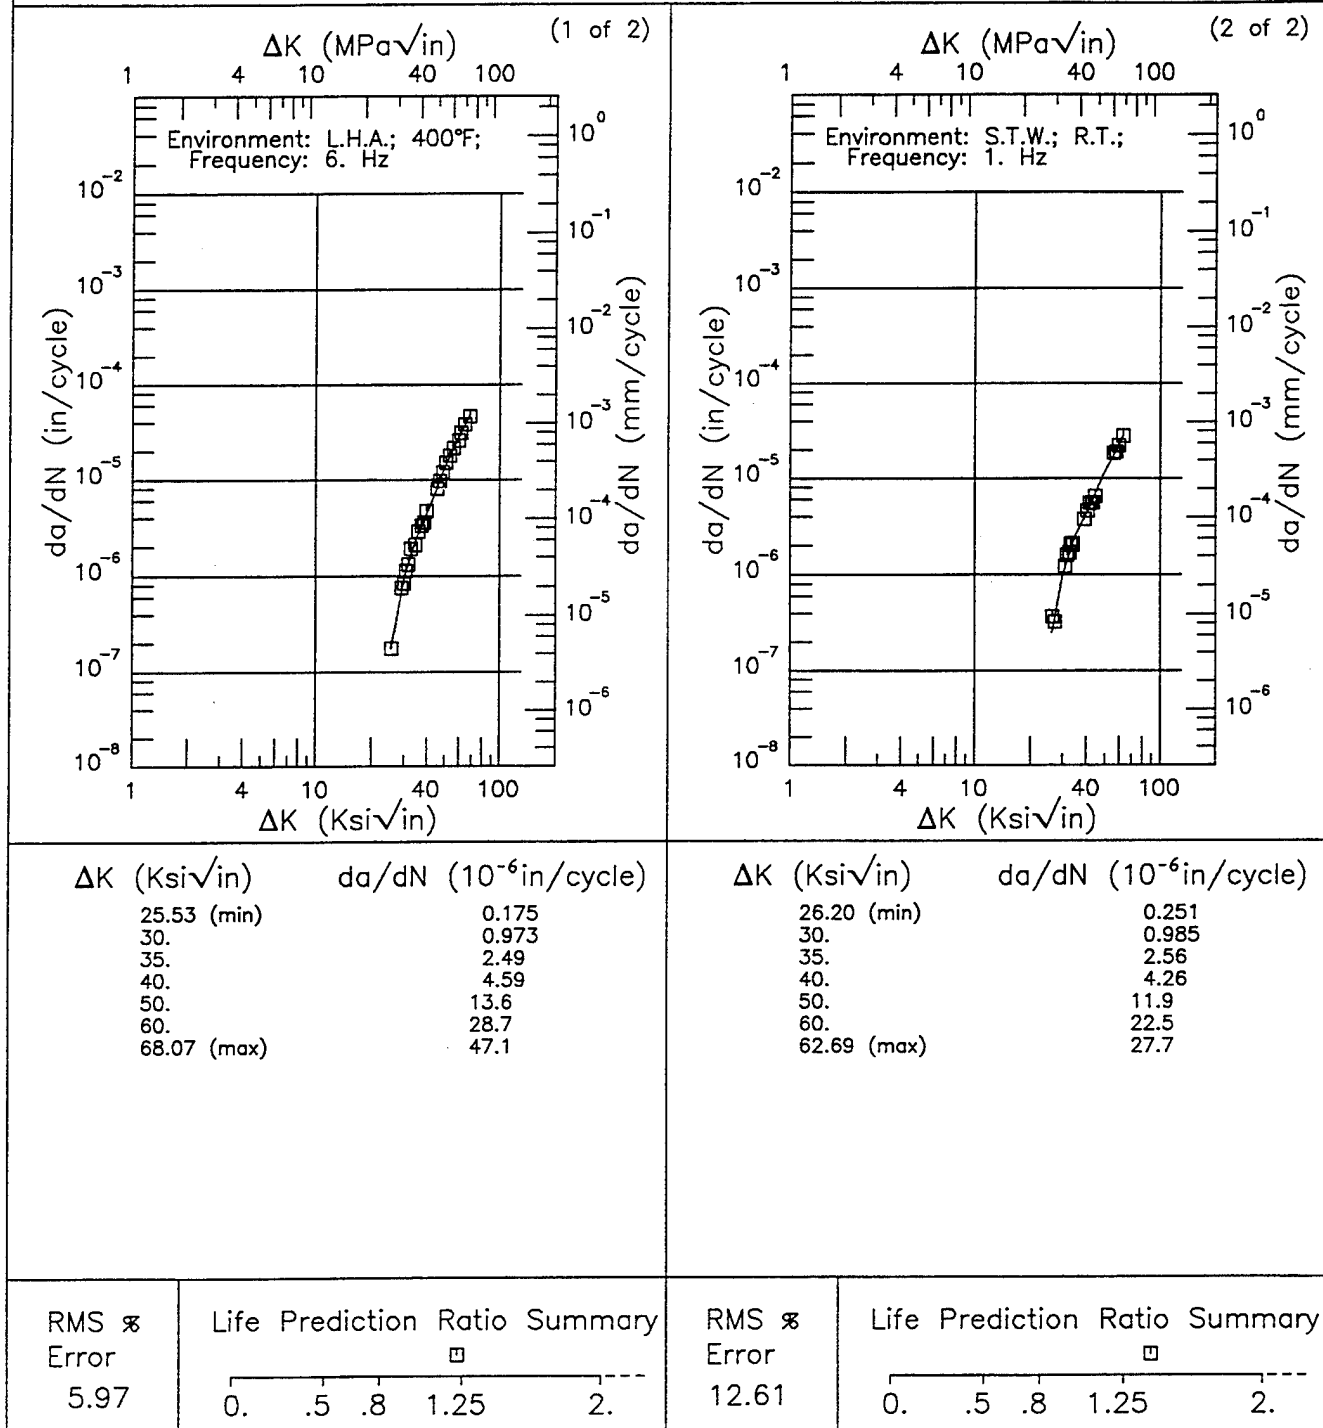 (1 of 2)
ΔK (MPa√in)
1 4 10 40 100
Environment: L.H.A.; 400°F;
Frequency: 6. Hz
da/dN (in/cycle)
10⁻²
10⁻³
10⁻⁴
10⁻⁵
10⁻⁶
10⁻⁷
10⁻⁸
da/dN (mm/cycle)
10⁰
10⁻¹
10⁻²
10⁻³
10⁻⁴
10⁻⁵
10⁻⁶
1 4 10 40 100
ΔK (Ksi√in)
(2 of 2)
ΔK (MPa√in)
1 4 10 40 100
Environment: S.T.W.; R.T.;
Frequency: 1. Hz
da/dN (in/cycle)
10⁻²
10⁻³
10⁻⁴
10⁻⁵
10⁻⁶
10⁻⁷
10⁻⁸
da/dN (mm/cycle)
10⁰
10⁻¹
10⁻²
10⁻³
10⁻⁴
10⁻⁵
10⁻⁶
1 4 10 40 100
ΔK (Ksi√in)
ΔK (Ksi√in) da/dN (10⁻⁶in/cycle)
25.53 (min) 0.175
30. 0.973
35. 2.49
40. 4.59
50. 13.6
60. 28.7
68.07 (max) 47.1
ΔK (Ksi√in) da/dN (10⁻⁶in/cycle)
26.20 (min) 0.251
30. 0.985
35. 2.56
40. 4.26
50. 11.9
60. 22.5
62.69 (max) 27.7
RMS %
Error
5.97
Life Prediction Ratio Summary
0. .5 .8 1.25 2.
RMS %
Error
12.61
Life Prediction Ratio Summary
0. .5 .8 1.25 2.